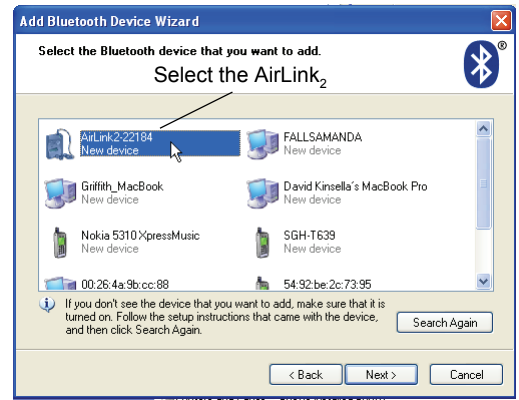 Add Bluetooth Device Wizard
Select the Bluetooth device that you want to add.
®
Select the AirLink₂
AirLink2-22184
New device
FALLSAMANDA
New device
Griffith_MacBook
New device
David Kinsella's MacBook Pro
New device
Nokia 5310 XpressMusic
New device
SGH-T639
New device
00:26:4a:9b:cc:88
54:92:be:2c:73:95
If you don't see the device that you want to add, make sure that it is
turned on. Follow the setup instructions that came with the device,
and then click Search Again.
Search Again
< Back
Next >
Cancel